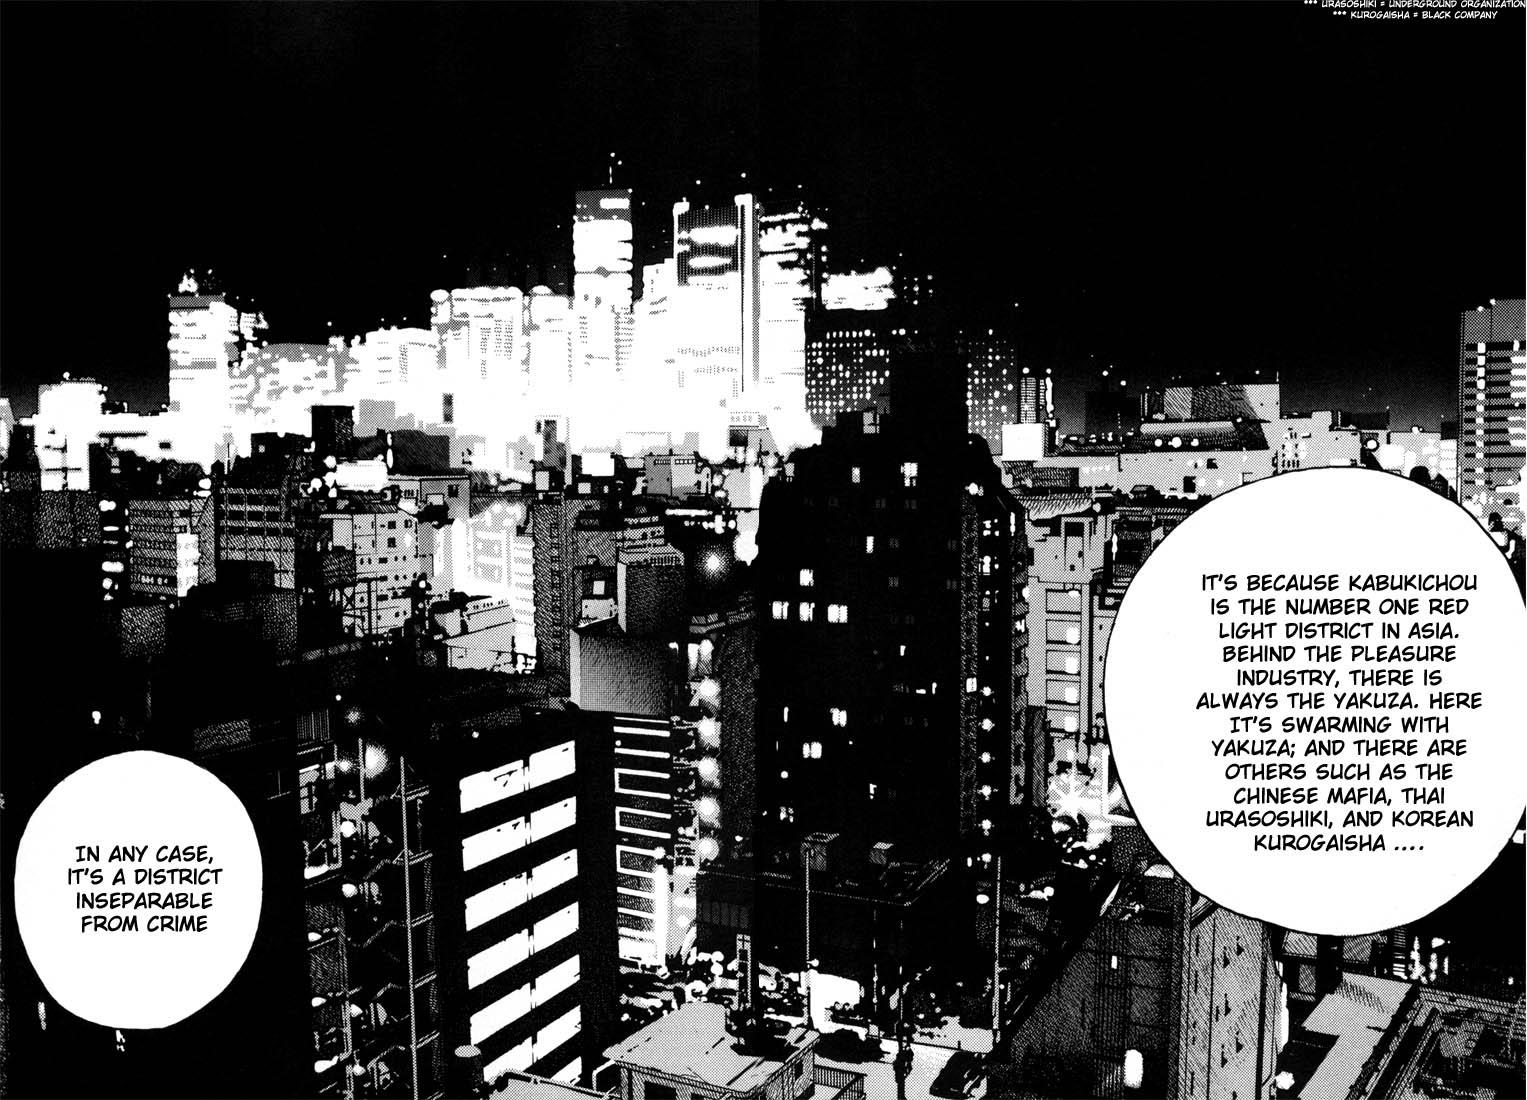 *** URASOSHIKI = UNDERGROUND ORGANIZATION
*** KUROGAISHA = BLACK COMPANY
IT'S BECAUSE KABUKICHOU
IS THE NUMBER ONE RED
LIGHT DISTRICT IN ASIA.
BEHIND THE PLEASURE
INDUSTRY, THERE IS
ALWAYS THE YAKUZA. HERE
IT'S SWARMING WITH
YAKUZA; AND THERE ARE
OTHERS SUCH AS THE
CHINESE MAFIA, THAI
URASOSHIKI, AND KOREAN
KUROGAISHA ....
IN ANY CASE,
IT'S A DISTRICT
INSEPARABLE
FROM CRIME